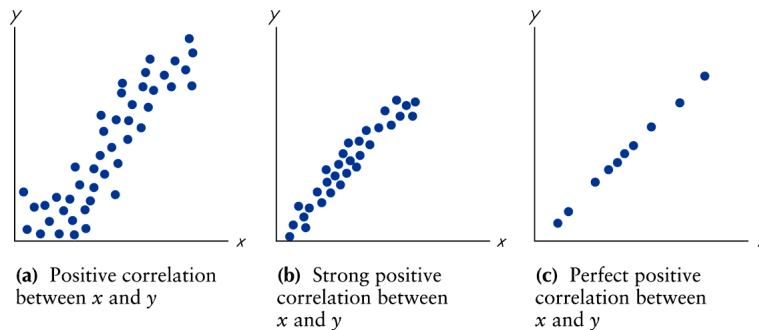 y
y
y
x
x
(a) Positive correlation
between x and y
(b) Strong positive
correlation between
x and y
(c) Perfect positive
correlation between
x and y